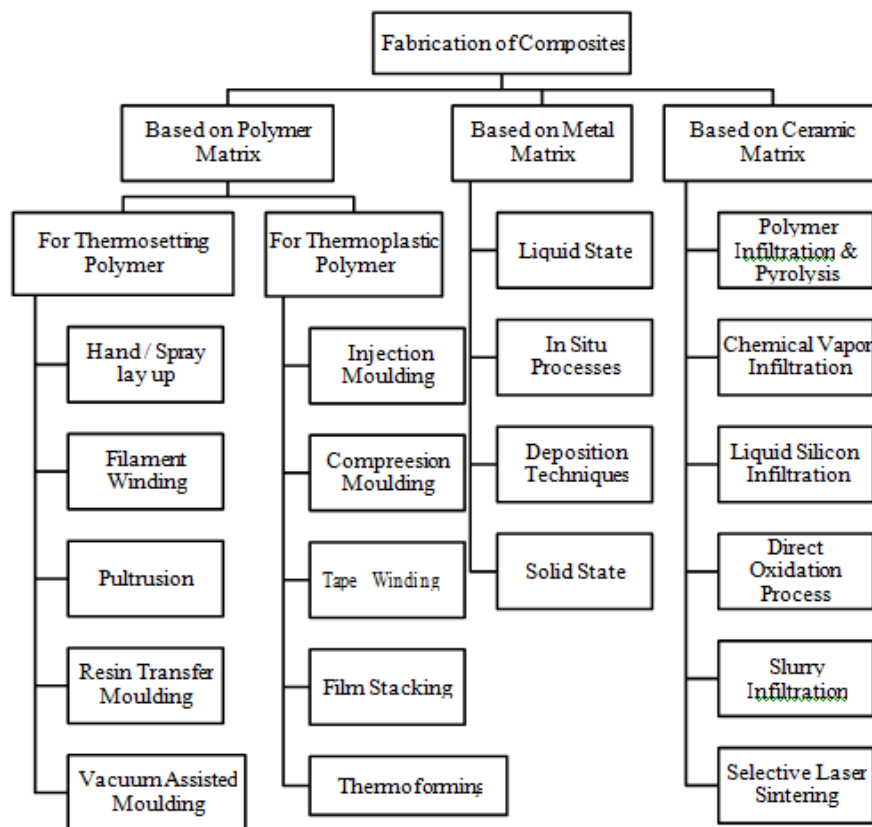 Fabrication of Composites
Based on Polymer
Matrix
Based on Metal
Matrix
Based on Ceramic
Matrix
For Thermosetting
Polymer
For Thermoplastic
Polymer
Hand / Spray
lay up
Filament
Winding
Pultrusion
Resin Transfer
Moulding
Vacuum Assisted
Moulding
Injection
Moulding
Compreesion
Moulding
Tape Winding
Film Stacking
Thermoforming
Liquid State
In Situ
Processes
Deposition
Techniques
Solid State
Polymer
Infiltration &
Pyrolysis
Chemical Vapor
Infiltration
Liquid Silicon
Infiltration
Direct
Oxidation
Process
Slurry
Infiltration
Selective Laser
Sintering